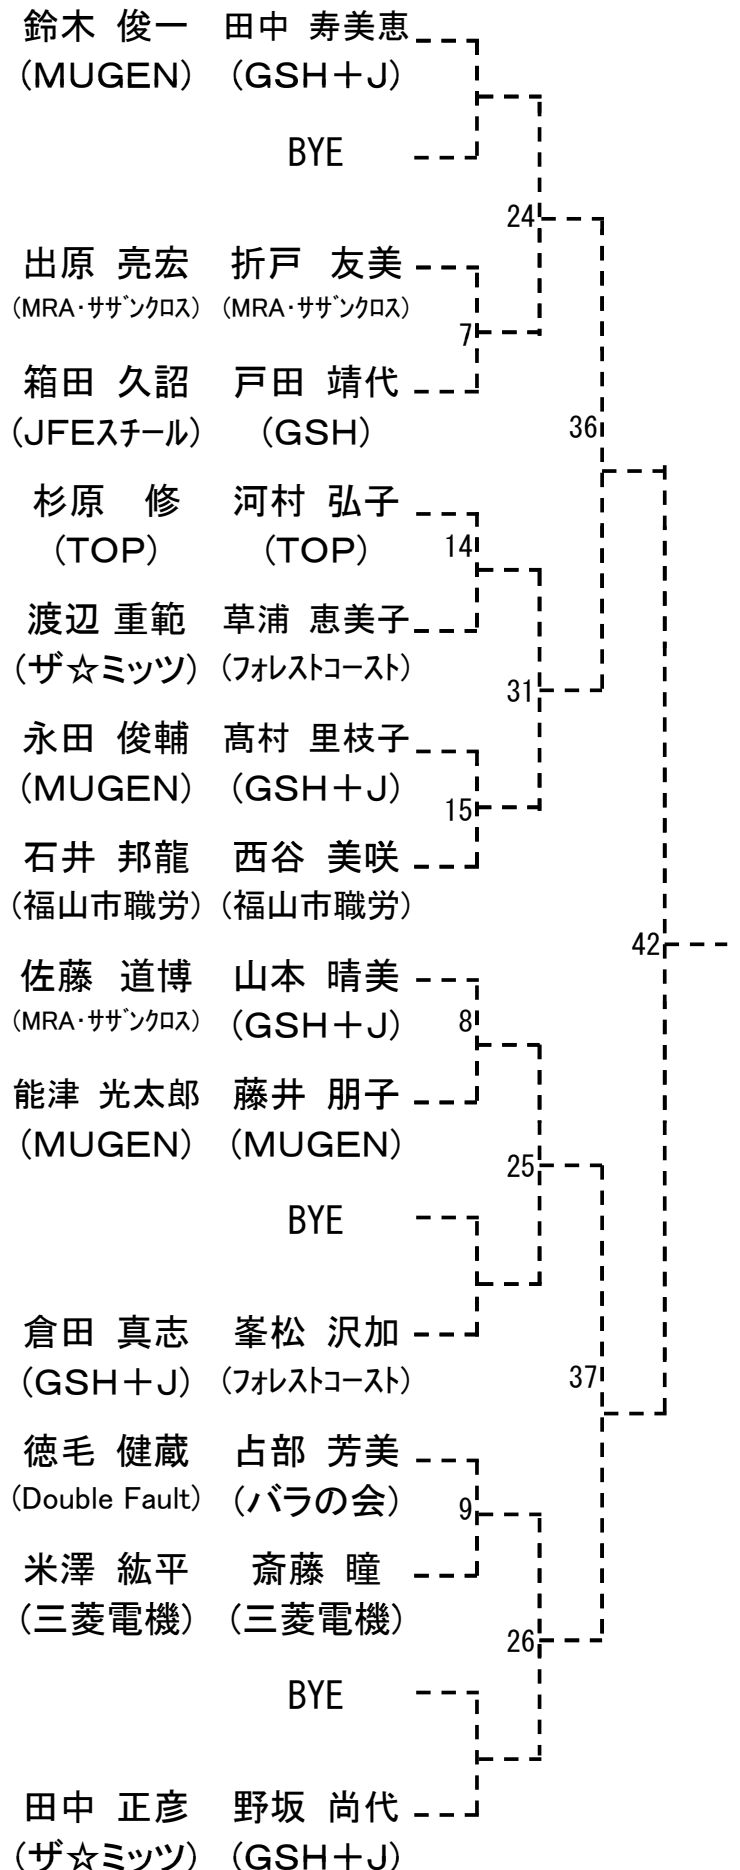 鈴木 俊一 田中 寿美恵
(MUGEN) (GSH+J)
BYE
24
出原 亮宏 折戸 友美
(MRA･ｻｻﾞﾝｸﾛｽ) (MRA･ｻｻﾞﾝｸﾛｽ)
7
箱田 久詔 戸田 靖代
(JFEｽﾁｰﾙ) (GSH)
36
杉原 修 河村 弘子
(TOP) (TOP) 14
渡辺 重範 草浦 恵美子
(ザ☆ミッツ) (ﾌｫﾚｽﾄｺｰｽﾄ)
31
永田 俊輔 髙村 里枝子
(MUGEN) (GSH+J)
15
石井 邦龍 西谷 美咲
(福山市職労) (福山市職労)
42
佐藤 道博 山本 晴美
(MRA･ｻｻﾞﾝｸﾛｽ) (GSH+J) 8
能津 光太郎 藤井 朋子
(MUGEN) (MUGEN)
25
BYE
倉田 真志 峯松 沢加
(GSH+J) (ﾌｫﾚｽﾄｺｰｽﾄ) 37
徳毛 健蔵 占部 芳美
(Double Fault) (バラの会) 9
米澤 紘平 斎藤 瞳
(三菱電機) (三菱電機)
26
BYE
田中 正彦 野坂 尚代
(ザ☆ミッツ) (GSH+J)